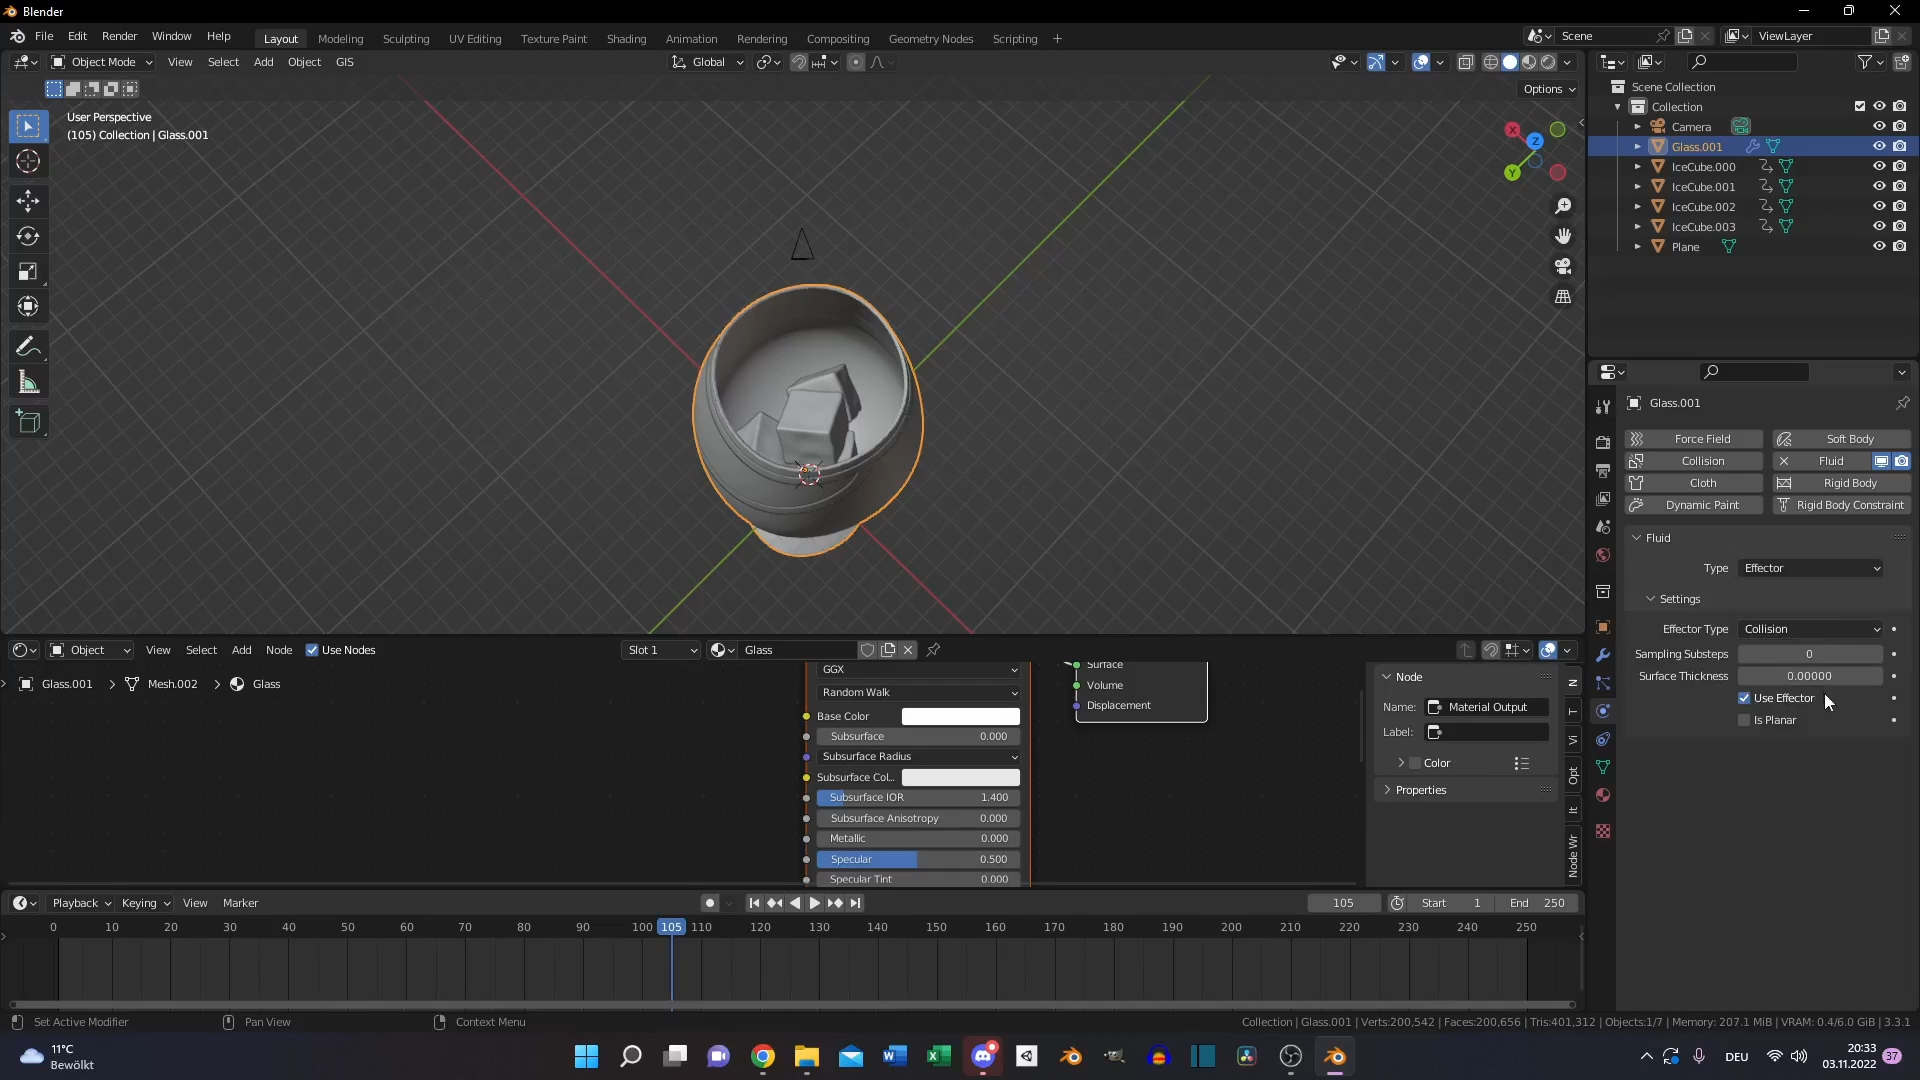 Blender
File Edit Render Window Help
Layout Modeling Sculpting UV Editing Texture Paint Shading Animation Rendering Compositing Geometry Nodes Scripting +
Scene
ViewLayer
Object Mode View Select Add Object GIS
Global
Options
User Perspective
(105) Collection | Glass.001
X
Y
Z
Scene Collection
Collection
Camera
Glass.001
IceCube.000
IceCube.001
IceCube.002
IceCube.003
Plane
Glass.001
Force Field Soft Body
Collision Fluid
Cloth Rigid Body
Dynamic Paint Rigid Body Constraint
Fluid
Type Effector
Settings
Effector Type Collision
Sampling Substeps 0
Surface Thickness 0.00000
Use Effector
Is Planar
Object View Select Add Node Use Nodes Slot 1 Glass
Glass.001 > Mesh.002 > Glass
GGX
Random Walk
Base Color
Subsurface 0.000
Subsurface Radius
Subsurface Col..
Subsurface IOR 1.400
Subsurface Anisotropy 0.000
Metallic 0.000
Specular 0.500
Specular Tint 0.000
Surface
Volume
Displacement
Node
Name: Material Output
Label:
Color
Properties
N
T
Vi
Opt
It
Node Wr
Playback Keying View Marker
105 Start 1 End 250
0 10 20 30 40 50 60 70 80 90 100 105 110 120 130 140 150 160 170 180 190 200 210 220 230 240 250
Set Active Modifier Pan View Context Menu
Collection | Glass.001 | Verts:200,542 | Faces:200,656 | Tris:401,312 | Objects:1/7 | Memory: 207.1 MiB | VRAM: 0.4/6.0 GiB | 3.3.1
11°C
Bewölkt
DEU
20:33
03.11.2022
37